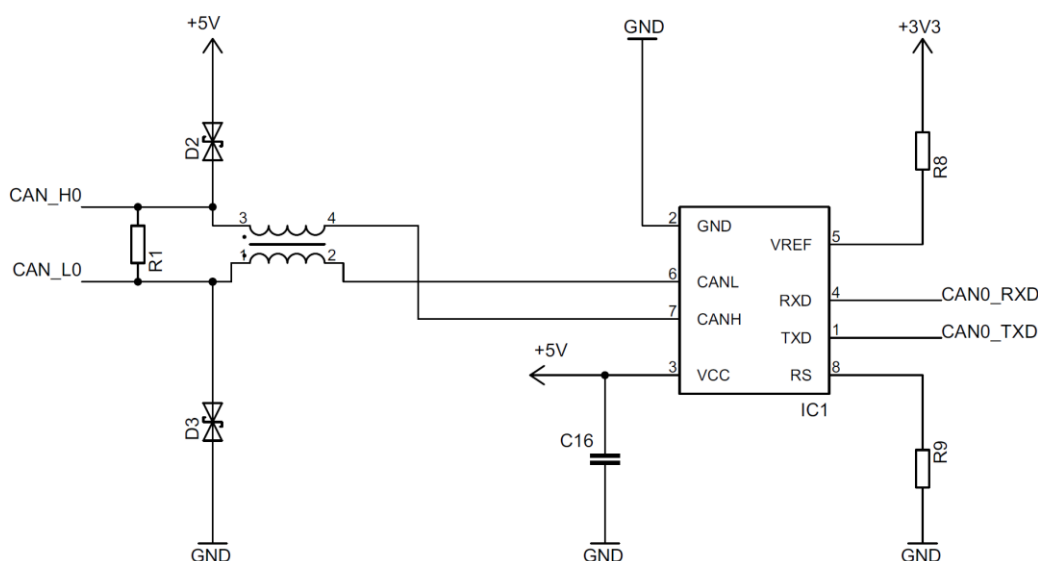 +5V
GND
+3V3
D2
R8
CAN_H0
3
4
2
GND
VREF
5
R1
1
2
CAN_L0
6
CANL
RXD
4
CAN0_RXD
7
CANH
TXD
1
CAN0_TXD
+5V
3
VCC
RS
8
IC1
D3
C16
R9
GND
GND
GND